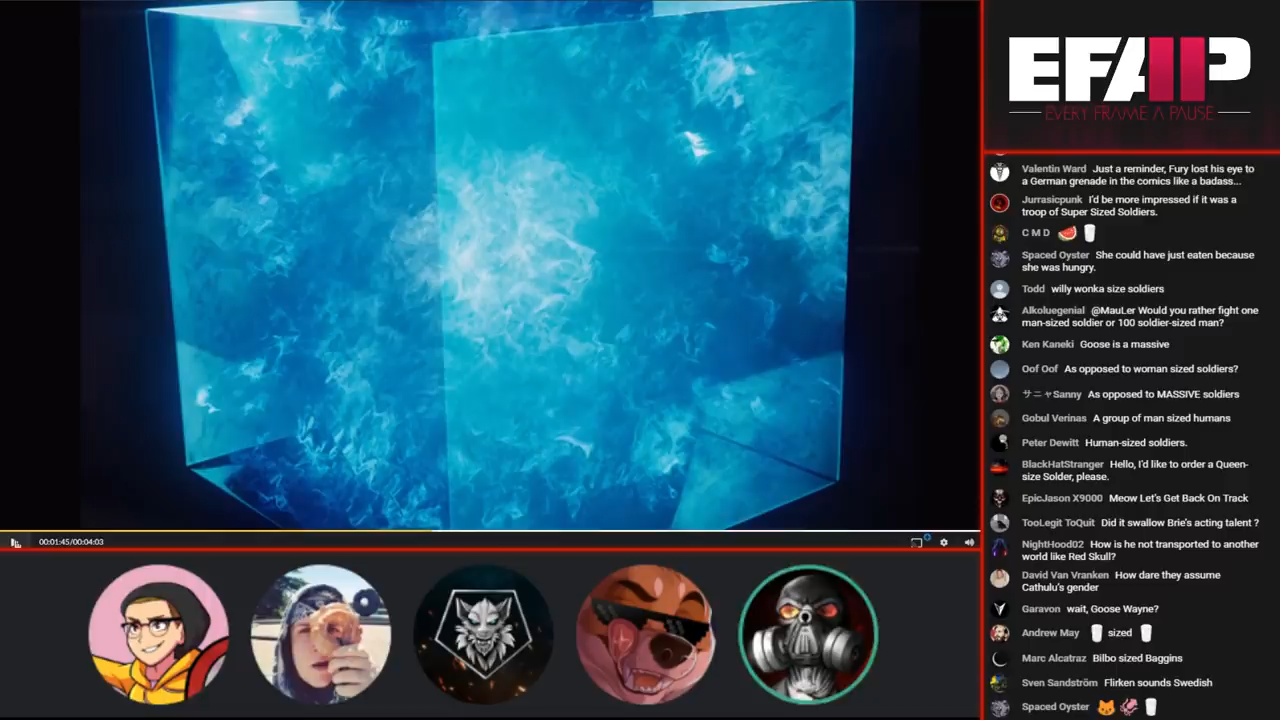 EFAP
EVERY FRAME A PAUSE
Valentin Ward Just a reminder, Fury lost his eye to
a German grenade in the comics like a badass...
Jurrasicpunk I'd be more impressed if it was a
troop of Super Sized Soldiers.
C M D 🍉 🥛
Spaced Oyster She could have just eaten because
she was hungry.
Todd willy wonka size soldiers
Alkoluegenial @MauLer Would you rather fight one
man-sized soldier or 100 soldier-sized man?
Ken Kaneki Goose is a massive
Oof Oof As opposed to woman sized soldiers?
サニャSanny As opposed to MASSIVE soldiers
Gobul Verinas A group of man sized humans
Peter Dewitt Human-sized soldiers.
BlackHatStranger Hello, I'd like to order a Queen-
size Solder, please.
EpicJason X9000 Meow Let's Get Back On Track
TooLegit ToQuit Did it swallow Brie's acting talent ?
NightHood02 How is he not transported to another
world like Red Skull?
David Van Vranken How dare they assume
Cathulu's gender
Garavon wait, Goose Wayne?
Andrew May 🥛 sized 🥛
Marc Alcatraz Bilbo sized Baggins
Sven Sandström Flirken sounds Swedish
Spaced Oyster 🐱 🦑 🥛
00:01:45/00:04:03